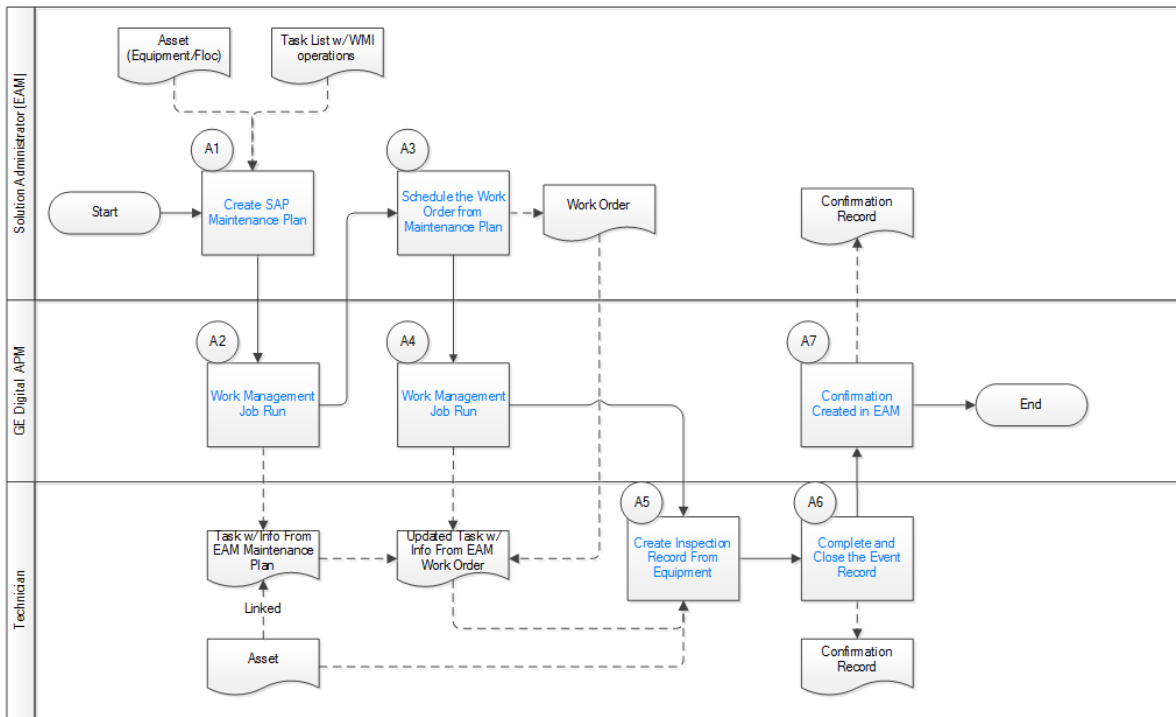 Solution Administrator (EAM)
Asset
(Equipment/Floc)
Task List w/WMI
operations
A1
A3
Start
Create SAP
Maintenance Plan
Schedule the Work
Order from
Maintenance Plan
Work Order
Confirmation
Record
GE Digital APM
A2
A4
A7
Work Management
Job Run
Work Management
Job Run
Confirmation
Created in EAM
End
Technician
A5
A6
Task w/Info From
EAM Maintenance
Plan
Updated Task w/
Info From EAM
Work Order
Create Inspection
Record From
Equipment
Complete and
Close the Event
Record
Linked
Asset
Confirmation
Record